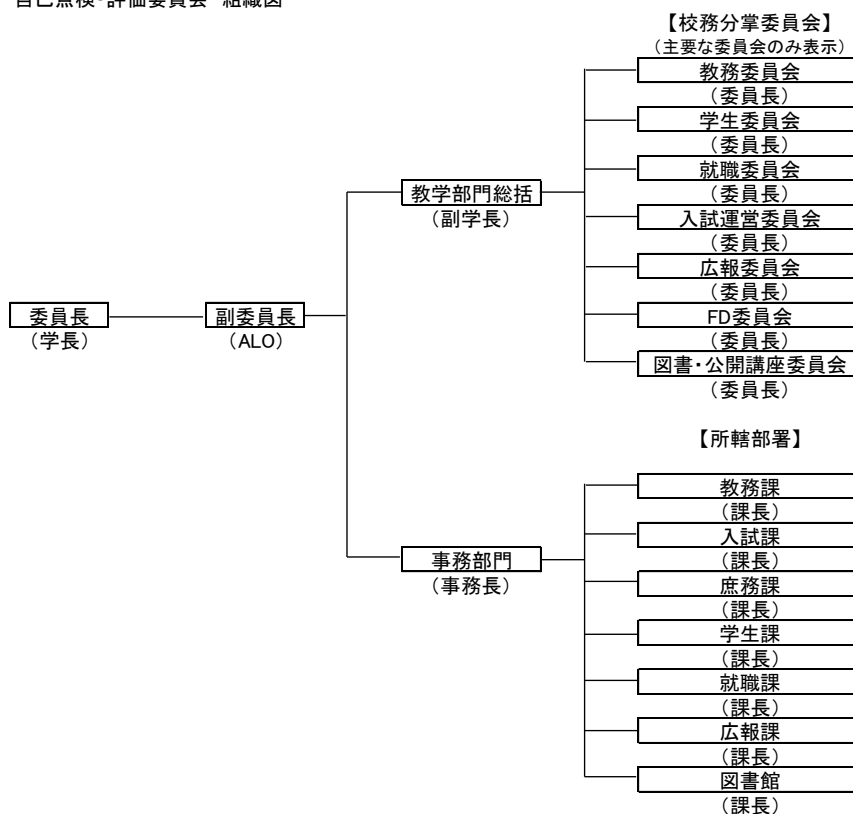 自己点検・評価委員会 組織図
【校務分掌委員会】
（主要な委員会のみ表示）
教務委員会
（委員長）
学生委員会
（委員長）
就職委員会
（委員長）
教学部門総括
（副学長）
入試運営委員会
（委員長）
広報委員会
（委員長）
委員長
（学長）
副委員長
（ALO）
FD委員会
（委員長）
図書・公開講座委員会
（委員長）
【所轄部署】
教務課
（課長）
入試課
（課長）
事務部門
（事務長）
庶務課
（課長）
学生課
（課長）
就職課
（課長）
広報課
（課長）
図書館
（課長）